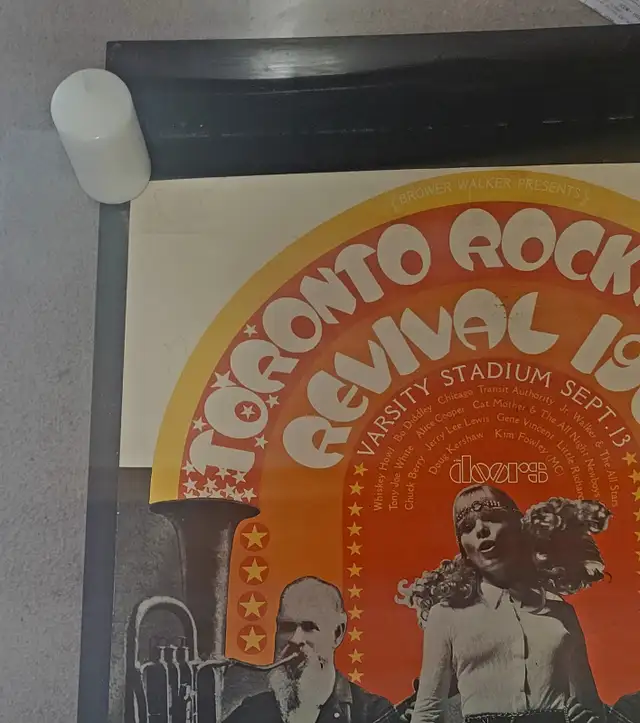 {BROWER WALKER PRESENTS}
TORONTO ROCK
REVIVAL 19
VARSITY STADIUM SEPT. 13
Whiskey Howl Bo Diddley Chicago Transit Authority Jr. Walker & The All Stars
Tony Joe White Alice Cooper Cat Mother & The All Night Newsboys
Chuck Berry Jerry Lee Lewis Gene Vincent Little Richard
Doug Kershaw Kim Fowley (MC)
doors